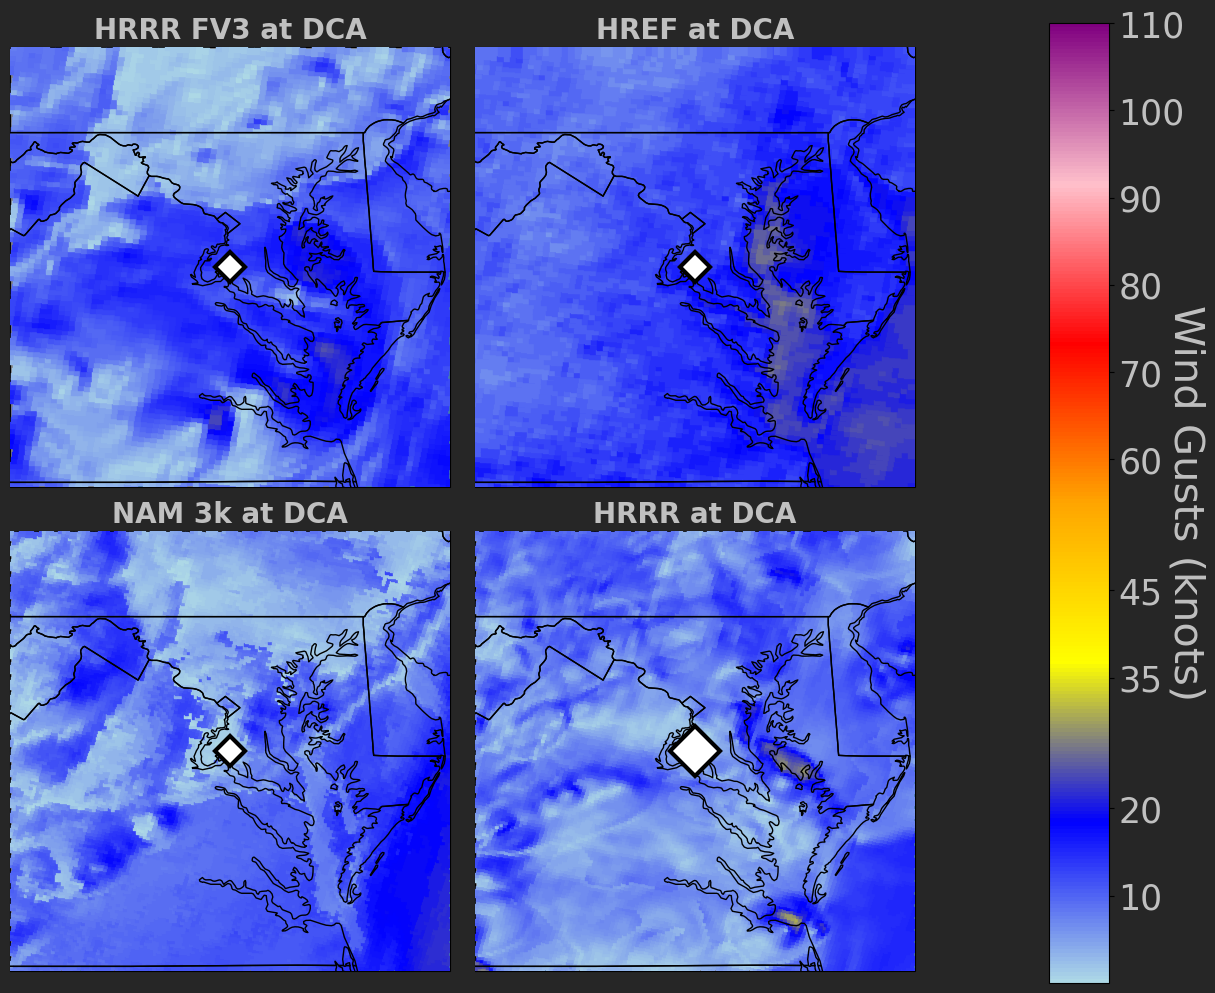 HRRR FV3 at DCA
HREF at DCA
NAM 3k at DCA
HRRR at DCA
110
100
90
80
70
60
45
35
20
10
Wind Gusts (knots)